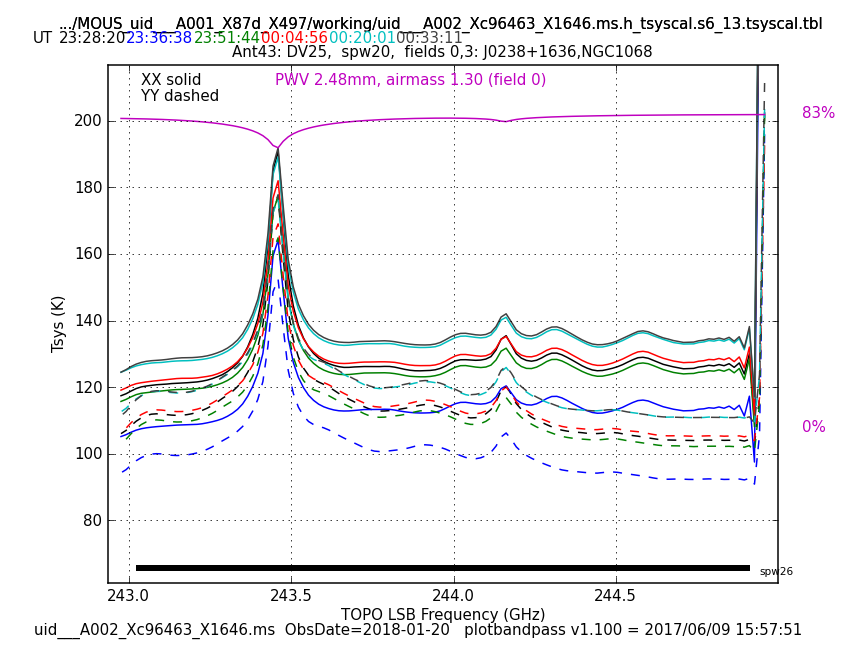 .../MOUS_uid___A001_X87d_X497/working/uid___A002_Xc96463_X1646.ms.h_tsyscal.s6_13.tsyscal.tbl
UT 23:28:20 23:36:38 23:51:44 00:04:56 00:20:01 00:33:11
Ant43: DV25, spw20, fields 0,3: J0238+1636,NGC1068
XX solid
PWV 2.48mm, airmass 1.30 (field 0)
YY dashed
83%
0%
200
180
160
140
120
100
80
Tsys (K)
spw26
243.0 243.5 244.0 244.5
TOPO LSB Frequency (GHz)
uid___A002_Xc96463_X1646.ms ObsDate=2018-01-20 plotbandpass v1.100 = 2017/06/09 15:57:51